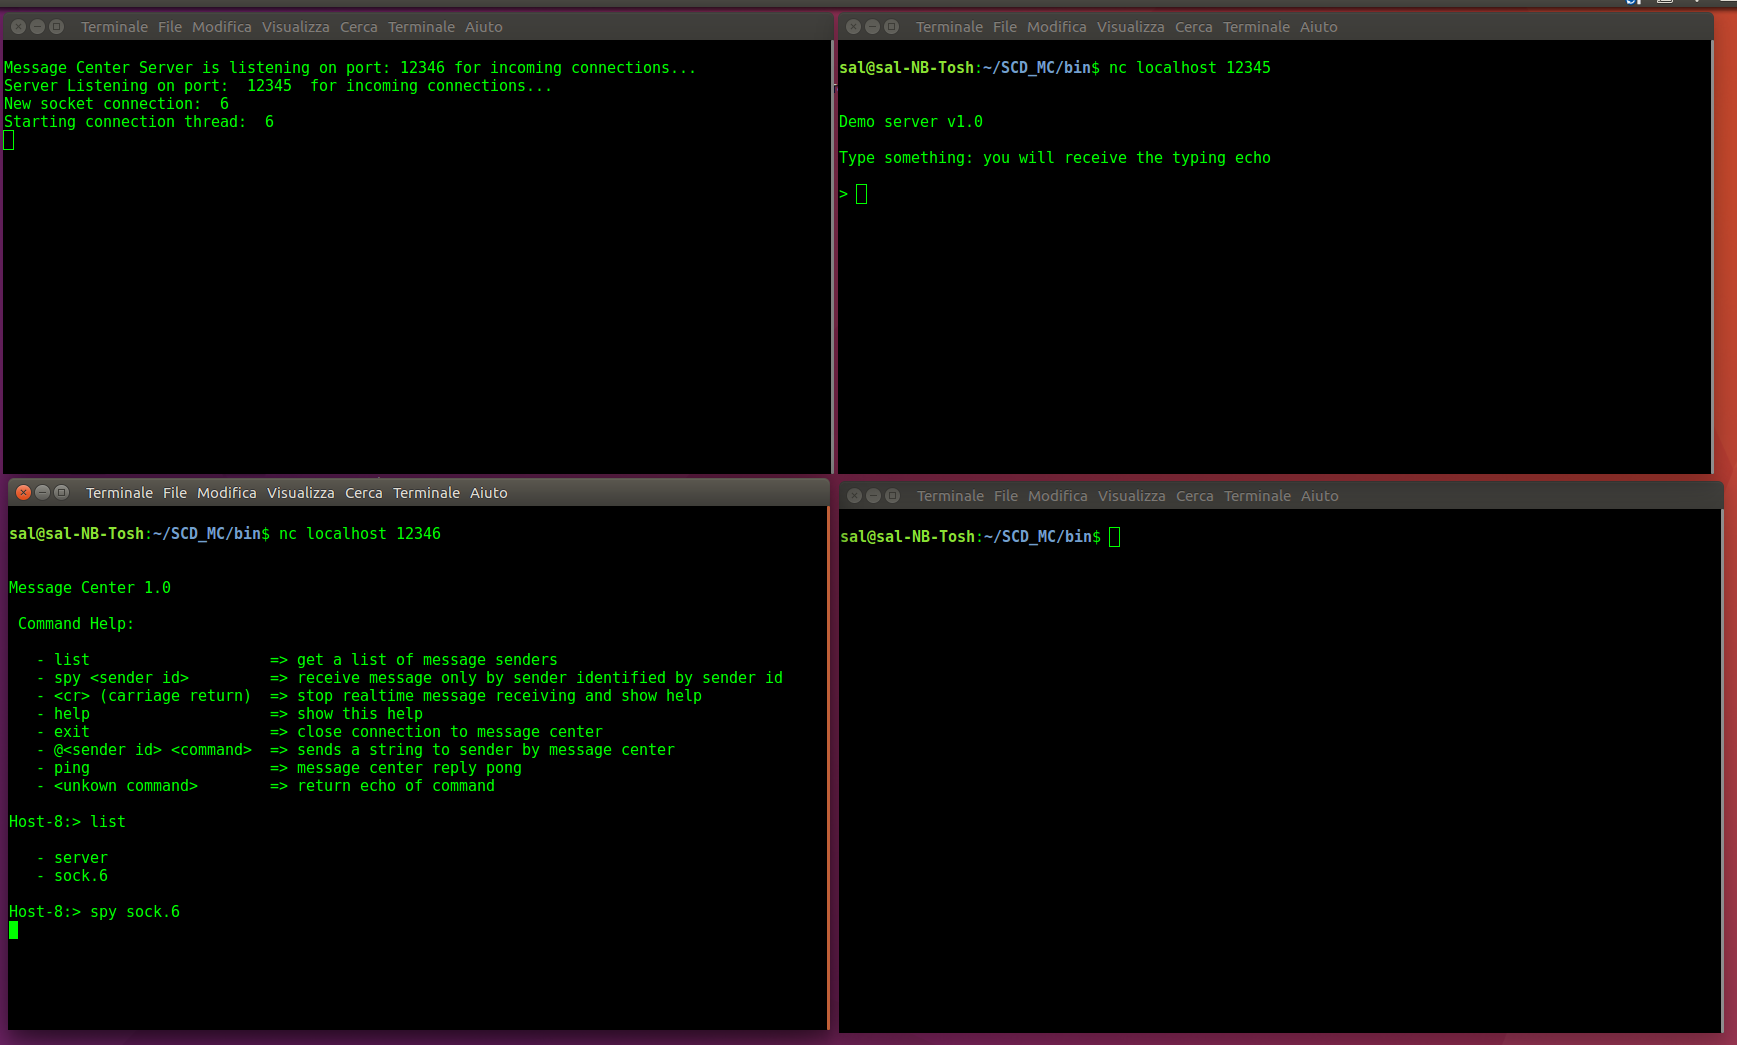 Terminale File Modifica Visualizza Cerca Terminale Aiuto
Message Center Server is listening on port: 12346 for incoming connections...
Server Listening on port:  12345  for incoming connections...
New socket connection:  6
Starting connection thread:  6
Terminale File Modifica Visualizza Cerca Terminale Aiuto
sal@sal-NB-Tosh:~/SCD_MC/bin$ nc localhost 12345
Demo server v1.0
Type something: you will receive the typing echo
>
Terminale File Modifica Visualizza Cerca Terminale Aiuto
sal@sal-NB-Tosh:~/SCD_MC/bin$ nc localhost 12346
Message Center 1.0
Command Help:
- list                    => get a list of message senders
- spy <sender id>         => receive message only by sender identified by sender id
- <cr> (carriage return)  => stop realtime message receiving and show help
- help                    => show this help
- exit                    => close connection to message center
- @<sender id> <command>  => sends a string to sender by message center
- ping                    => message center reply pong
- <unkown command>        => return echo of command
Host-8:> list
- server
- sock.6
Host-8:> spy sock.6
Terminale File Modifica Visualizza Cerca Terminale Aiuto
sal@sal-NB-Tosh:~/SCD_MC/bin$